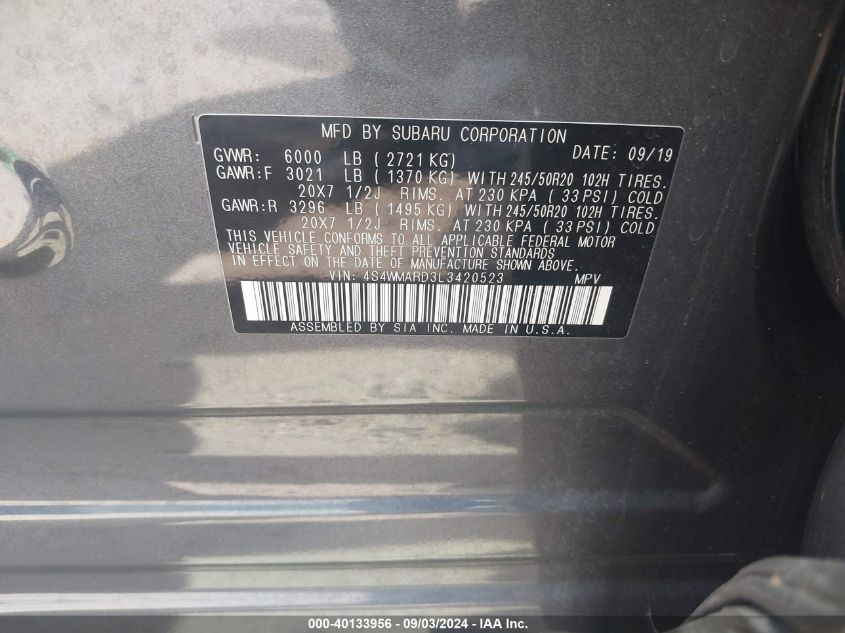 MFD BY SUBARU CORPORATION
GVWR: 6000 LB ( 2721 KG) DATE: 09/19
GAWR:F 3021 LB ( 1370 KG) WITH 245/50R20 102H TIRES.
20X7 1/2J RIMS. AT 230 KPA ( 33 PSI) COLD
GAWR:R 3296 LB ( 1495 KG) WITH 245/50R20 102H TIRES.
20X7 1/2J RIMS. AT 230 KPA ( 33 PSI) COLD
THIS VEHICLE CONFORMS TO ALL APPLICABLE FEDERAL MOTOR
VEHICLE SAFETY AND THEFT PREVENTION STANDARDS
IN EFFECT ON THE DATE OF MANUFACTURE SHOWN ABOVE.
VIN: 4S4WMARD3L3420523 MPV
ASSEMBLED BY SIA INC. MADE IN U.S.A.
000-40133956 - 09/03/2024 - IAA Inc.